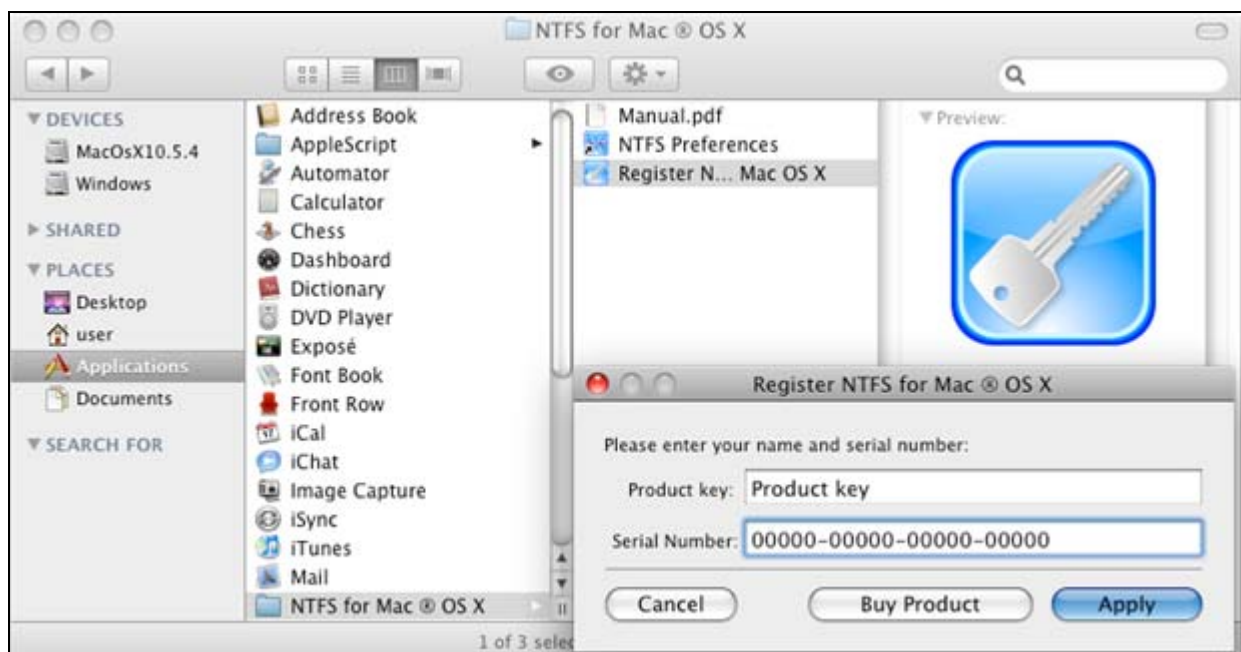 NTFS for Mac ® OS X
DEVICES
MacOsX10.5.4
Windows
SHARED
PLACES
Desktop
user
Applications
Documents
SEARCH FOR
Address Book
AppleScript
Automator
Calculator
Chess
Dashboard
Dictionary
DVD Player
Exposé
Font Book
Front Row
iCal
iChat
Image Capture
iSync
iTunes
Mail
NTFS for Mac ® OS X
Manual.pdf
NTFS Preferences
Register N... Mac OS X
Preview:
1 of 3 selec
Register NTFS for Mac ® OS X
Please enter your name and serial number:
Product key: Product key
Serial Number: 00000-00000-00000-00000
Cancel
Buy Product
Apply